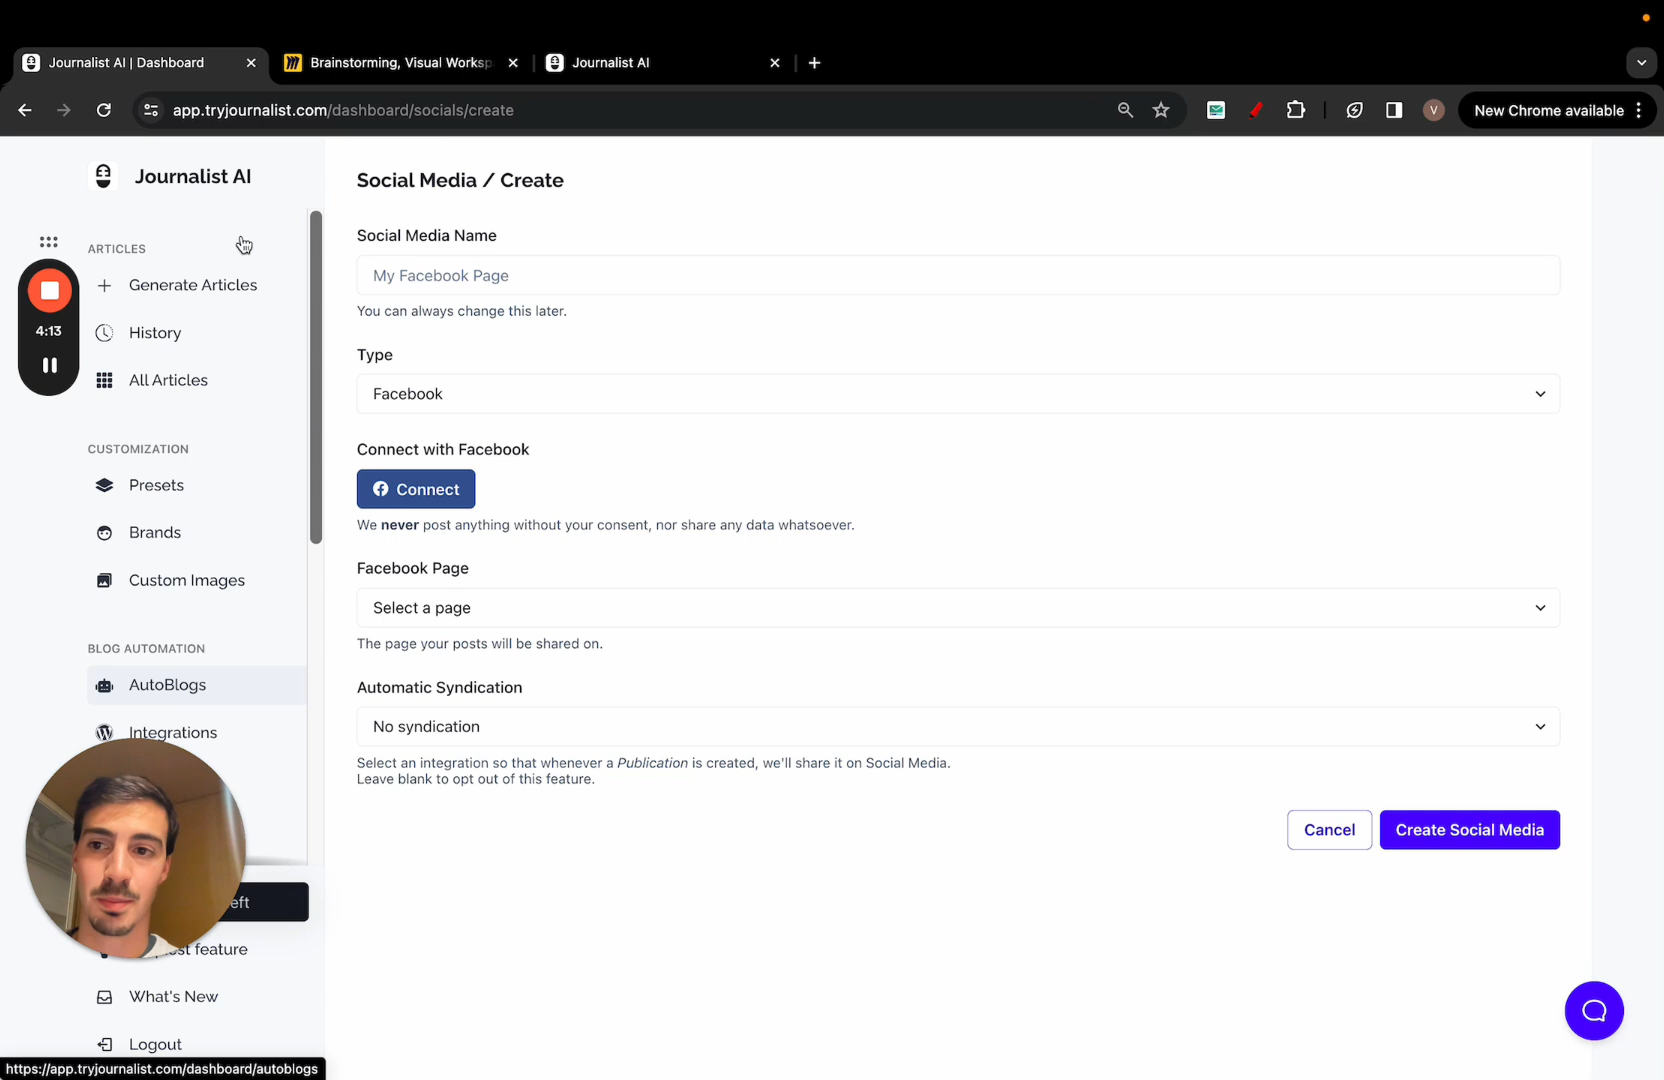 Journalist AI | Dashboard
Brainstorming, Visual Worksp
Journalist AI
app.tryjournalist.com/dashboard/socials/create
V
New Chrome available
Journalist AI
ARTICLES
Generate Articles
History
All Articles
4:13
CUSTOMIZATION
Presets
Brands
Custom Images
BLOG AUTOMATION
AutoBlogs
Integrations
eft
st feature
What's New
Logout
https://app.tryjournalist.com/dashboard/autoblogs
Social Media / Create
Social Media Name
My Facebook Page
You can always change this later.
Type
Facebook
Connect with Facebook
Connect
We never post anything without your consent, nor share any data whatsoever.
Facebook Page
Select a page
The page your posts will be shared on.
Automatic Syndication
No syndication
Select an integration so that whenever a Publication is created, we'll share it on Social Media.
Leave blank to opt out of this feature.
Cancel
Create Social Media